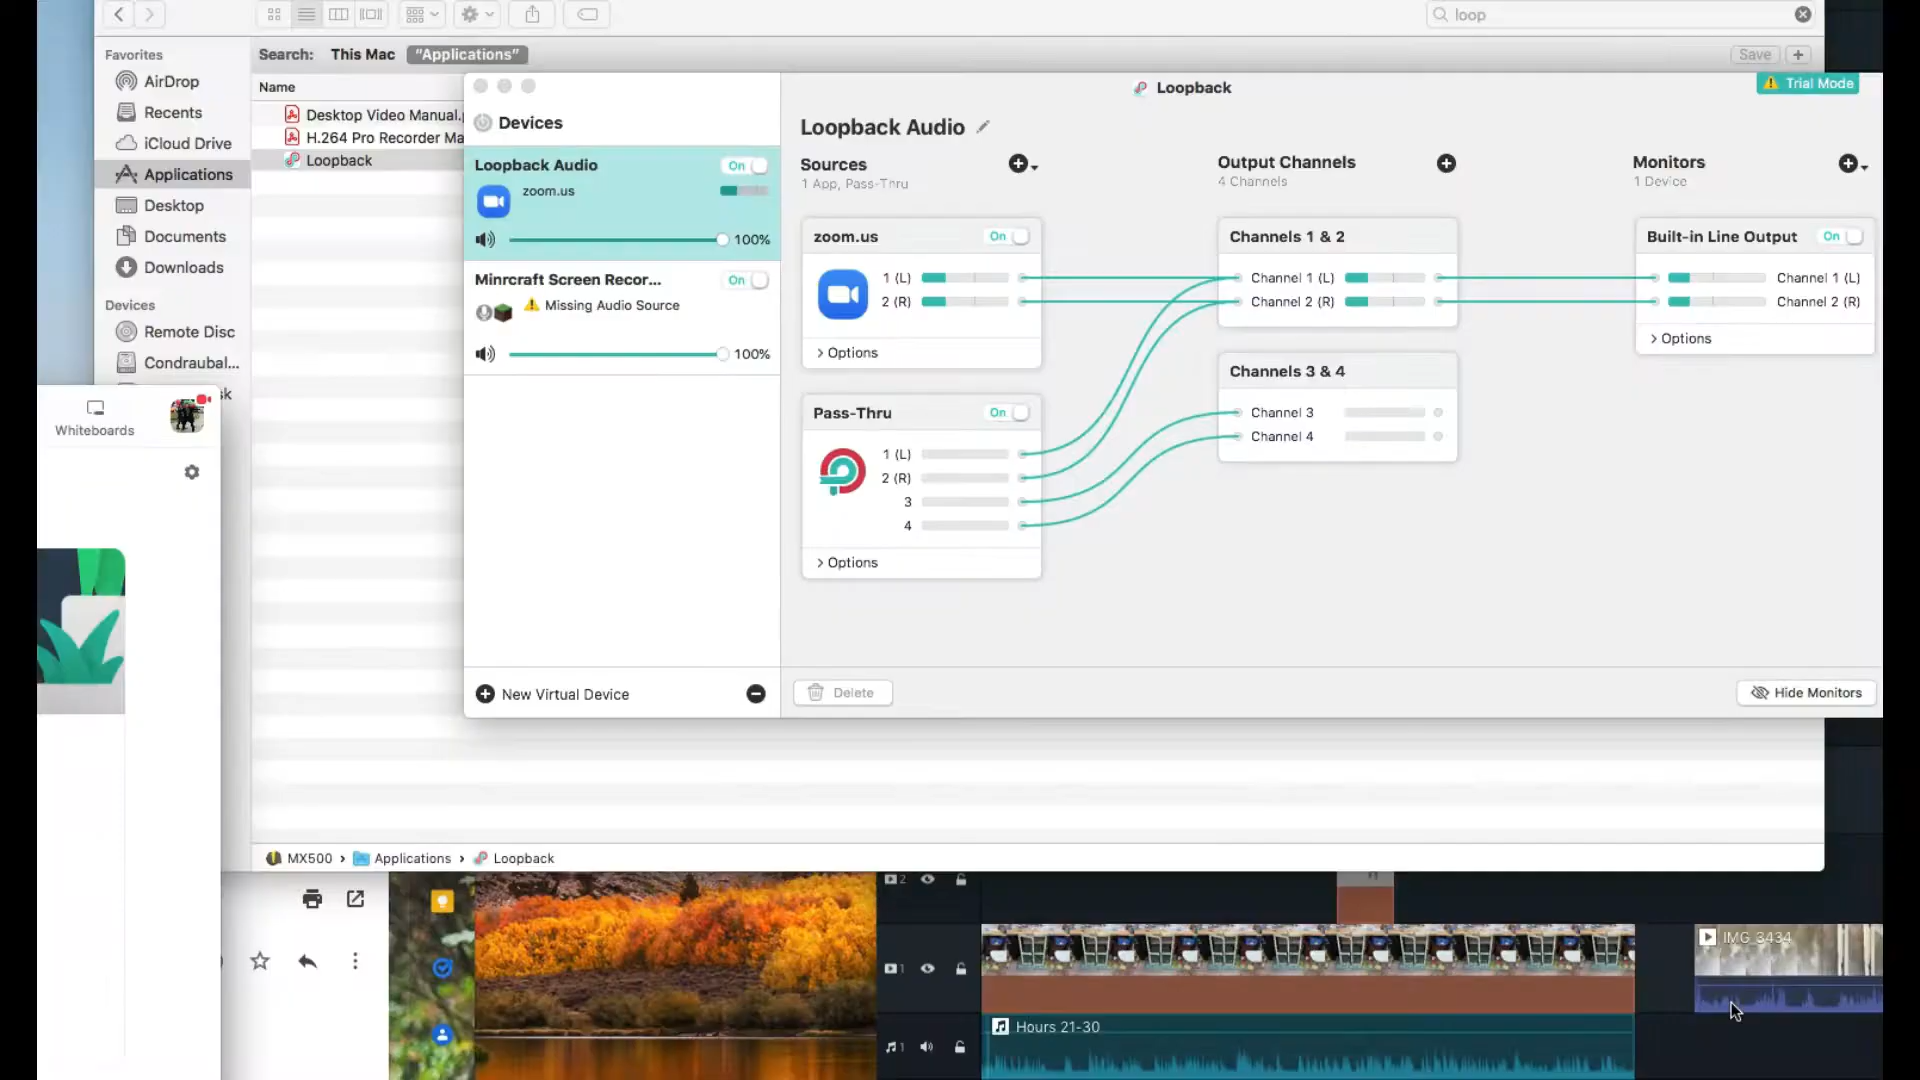 loop
Search: This Mac "Applications" Save
Favorites
AirDrop
Recents
iCloud Drive
Applications
Desktop
Documents
Downloads
Devices
Remote Disc
Condraubal...
sk
Name
Desktop Video Manual.
H.264 Pro Recorder Ma
Loopback
Loopback
Trial Mode
Devices
Loopback Audio On
zoom.us
100%
Minrcraft Screen Recor... On
Missing Audio Source
100%
New Virtual Device
Loopback Audio
Sources
1 App, Pass-Thru
zoom.us On
1 (L)
2 (R)
> Options
Pass-Thru On
1 (L)
2 (R)
3
4
> Options
Output Channels
4 Channels
Channels 1 & 2
Channel 1 (L)
Channel 2 (R)
Channels 3 & 4
Channel 3
Channel 4
Monitors
1 Device
Built-in Line Output On
Channel 1 (L)
Channel 2 (R)
> Options
Delete
Hide Monitors
Whiteboards
MX500 › Applications › Loopback
2
1
IMG 3434
1
Hours 21-30